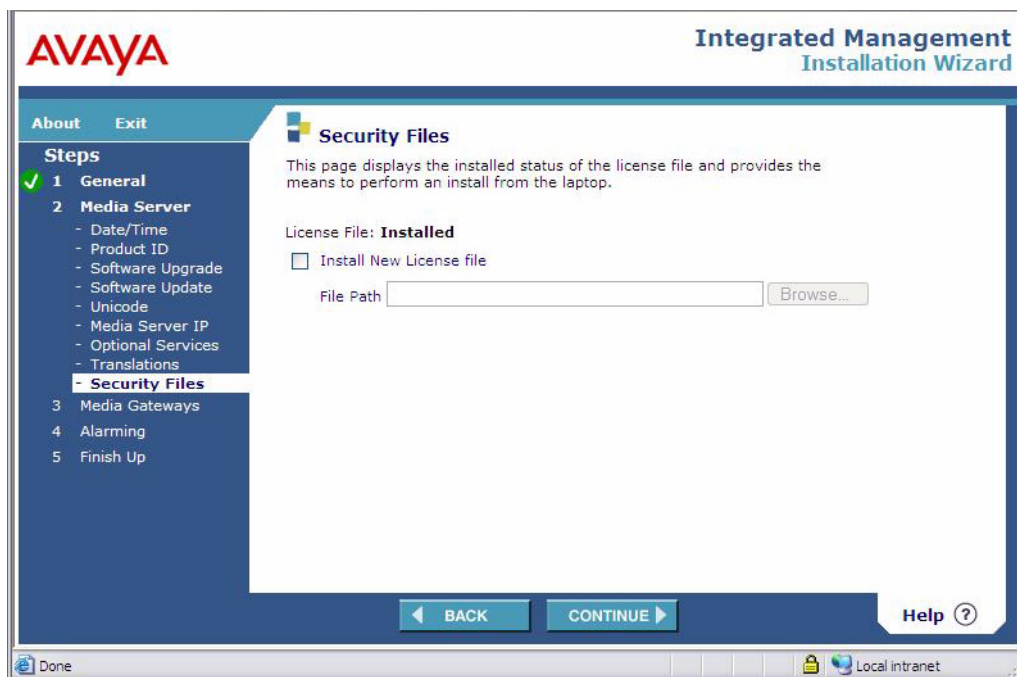 AVAYA
Integrated Management
Installation Wizard
About Exit
Steps
1 General
2 Media Server
- Date/Time
- Product ID
- Software Upgrade
- Software Update
- Unicode
- Media Server IP
- Optional Services
- Translations
- Security Files
3 Media Gateways
4 Alarming
5 Finish Up
Security Files
This page displays the installed status of the license file and provides the
means to perform an install from the laptop.
License File: Installed
Install New License file
File Path Browse...
BACK CONTINUE
Help ?
Done Local intranet